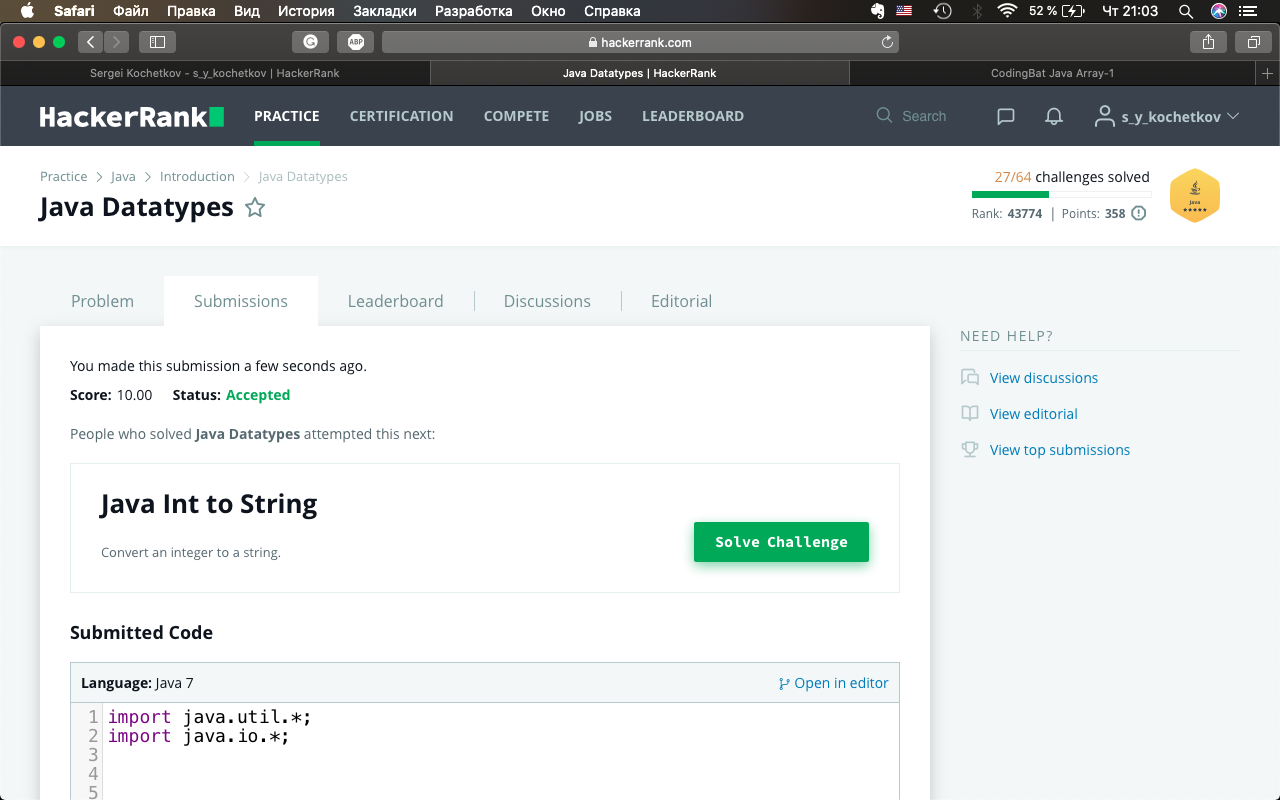 Safari Файл Правка Вид История Закладки Разработка Окно Справка 52 % Чт 21:03
ABP hackerrank.com
Sergei Kochetkov - s_y_kochetkov | HackerRank Java Datatypes | HackerRank CodingBat Java Array-1
HackerRank PRACTICE CERTIFICATION COMPETE JOBS LEADERBOARD Search s_y_kochetkov
Practice > Java > Introduction > Java Datatypes
Java Datatypes
27/64 challenges solved
Rank: 43774 | Points: 358
Java
Problem Submissions Leaderboard Discussions Editorial
You made this submission a few seconds ago.
Score: 10.00 Status: Accepted
People who solved Java Datatypes attempted this next:
Java Int to String
Convert an integer to a string.
Solve Challenge
Submitted Code
Language: Java 7 Open in editor
1 import java.util.*;
2 import java.io.*;
3
4
5
NEED HELP?
View discussions
View editorial
View top submissions